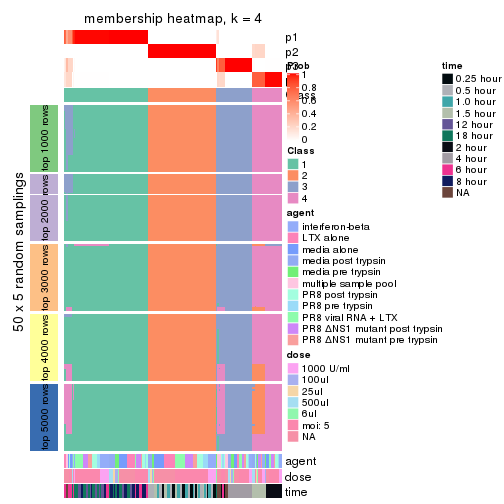 membership heatmap, k = 4
p1
p2
p3
Prob
1
0.8
0.6
0.4
0.2
0
Class
1
2
3
4
agent
interferon-beta
LTX alone
media alone
media post trypsin
media pre trypsin
multiple sample pool
PR8 post trypsin
PR8 pre trypsin
PR8 viral RNA + LTX
PR8 ΔNS1 mutant post trypsin
PR8 ΔNS1 mutant pre trypsin
dose
1000 U/ml
100ul
25ul
500ul
6ul
moi: 5
NA
time
0.25 hour
0.5 hour
1.0 hour
1.5 hour
12 hour
18 hour
2 hour
4 hour
6 hour
8 hour
NA
50 x 5 random samplings
top 1000 rows
top 2000 rows
top 3000 rows
top 4000 rows
top 5000 rows
agent
dose
time